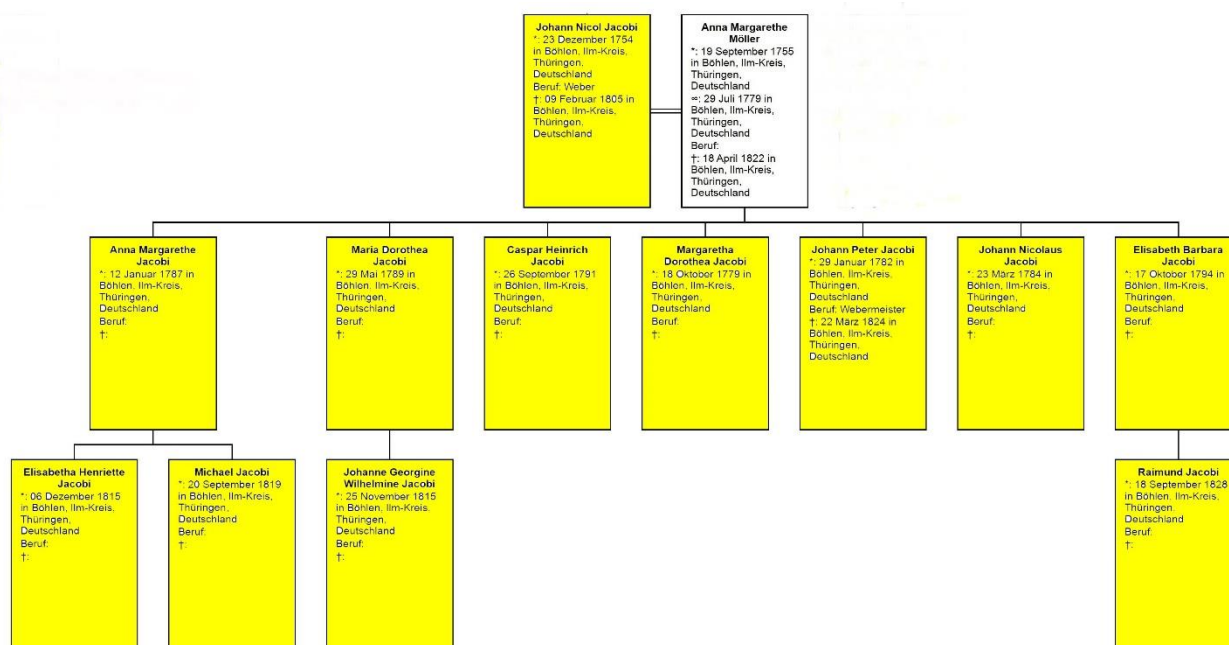 Johann Nicol Jacobi
*: 23 Dezember 1754
in Böhlen, Ilm-Kreis,
Thüringen,
Deutschland
Beruf: Weber
†: 09 Februar 1805 in
Böhlen, Ilm-Kreis,
Thüringen,
Deutschland
Anna Margarethe
Möller
*: 19 September 1755
in Böhlen, Ilm-Kreis,
Thüringen,
Deutschland
∞: 29 Juli 1779 in
Böhlen, Ilm-Kreis,
Thüringen,
Deutschland
Beruf:
†: 18 April 1822 in
Böhlen, Ilm-Kreis,
Thüringen,
Deutschland
Anna Margarethe
Jacobi
*: 12 Januar 1787 in
Böhlen, Ilm-Kreis,
Thüringen,
Deutschland
Beruf:
†:
Maria Dorothea
Jacobi
*: 29 Mai 1789 in
Böhlen, Ilm-Kreis,
Thüringen,
Deutschland
Beruf:
†:
Caspar Heinrich
Jacobi
*: 26 September 1791
in Böhlen, Ilm-Kreis,
Thüringen,
Deutschland
Beruf:
†:
Margaretha
Dorothea Jacobi
*: 18 Oktober 1779 in
Böhlen, Ilm-Kreis,
Thüringen,
Deutschland
Beruf:
†:
Johann Peter Jacobi
*: 29 Januar 1782 in
Böhlen, Ilm-Kreis,
Thüringen,
Deutschland
Beruf: Webermeister
†: 22 März 1824 in
Böhlen, Ilm-Kreis,
Thüringen,
Deutschland
Johann Nicolaus
Jacobi
*: 23 März 1784 in
Böhlen, Ilm-Kreis,
Thüringen,
Deutschland
Beruf:
†:
Elisabeth Barbara
Jacobi
*: 17 Oktober 1794 in
Böhlen, Ilm-Kreis,
Thüringen,
Deutschland
Beruf:
†:
Elisabetha Henriette
Jacobi
*: 06 Dezember 1815
in Böhlen, Ilm-Kreis,
Thüringen,
Deutschland
Beruf:
†:
Michael Jacobi
*: 20 September 1819
in Böhlen, Ilm-Kreis,
Thüringen,
Deutschland
Beruf:
†:
Johanne Georgine
Wilhelmine Jacobi
*: 25 November 1815
in Böhlen, Ilm-Kreis,
Thüringen,
Deutschland
Beruf:
†:
Raimund Jacobi
*: 18 September 1828
in Böhlen, Ilm-Kreis,
Thüringen,
Deutschland
Beruf:
†: